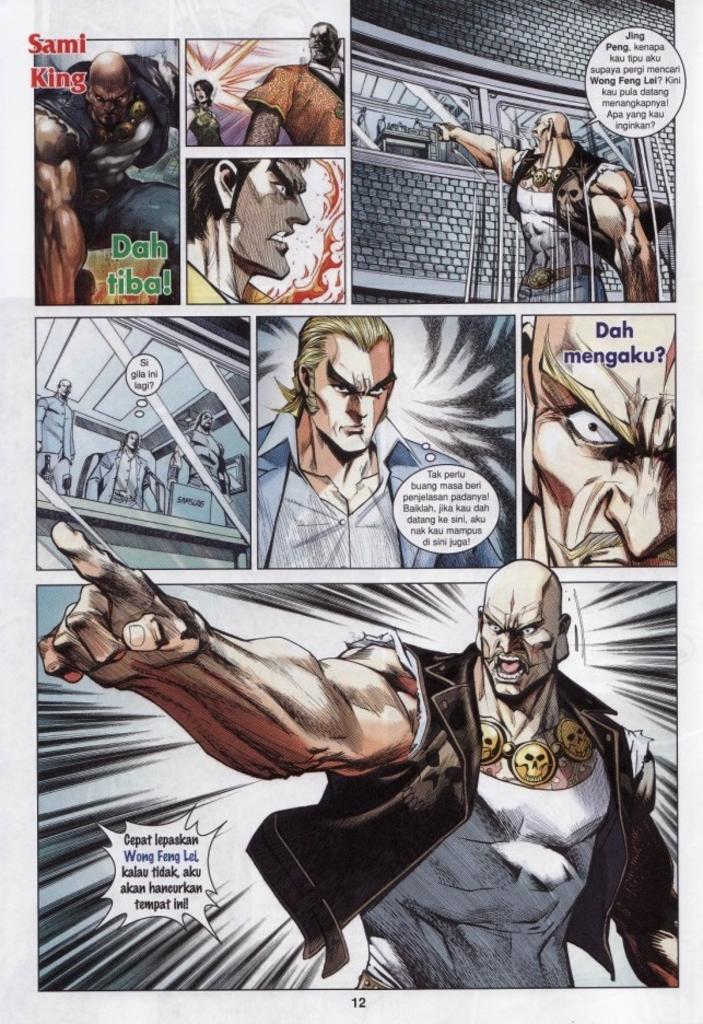 Sami
King
Dah
tiba!
Jing
Peng, kenapa
kau tipu aku
supaya pergi mencari
Wong Feng Lei? Kini
kau pula datang
menangkapnya!
Apa yang kau
inginkan?
Si
gila ini
lagi?
SAMSUNG
Tak perlu
buang masa beri
penjelasan padanya!
Baiklah, jika kau dah
datang ke sini, aku
nak kau mampus
di sini juga!
Dah
mengaku?
Cepat lepaskan
Wong Feng Lei,
kalau tidak, aku
akan hancurkan
tempat ini!
12